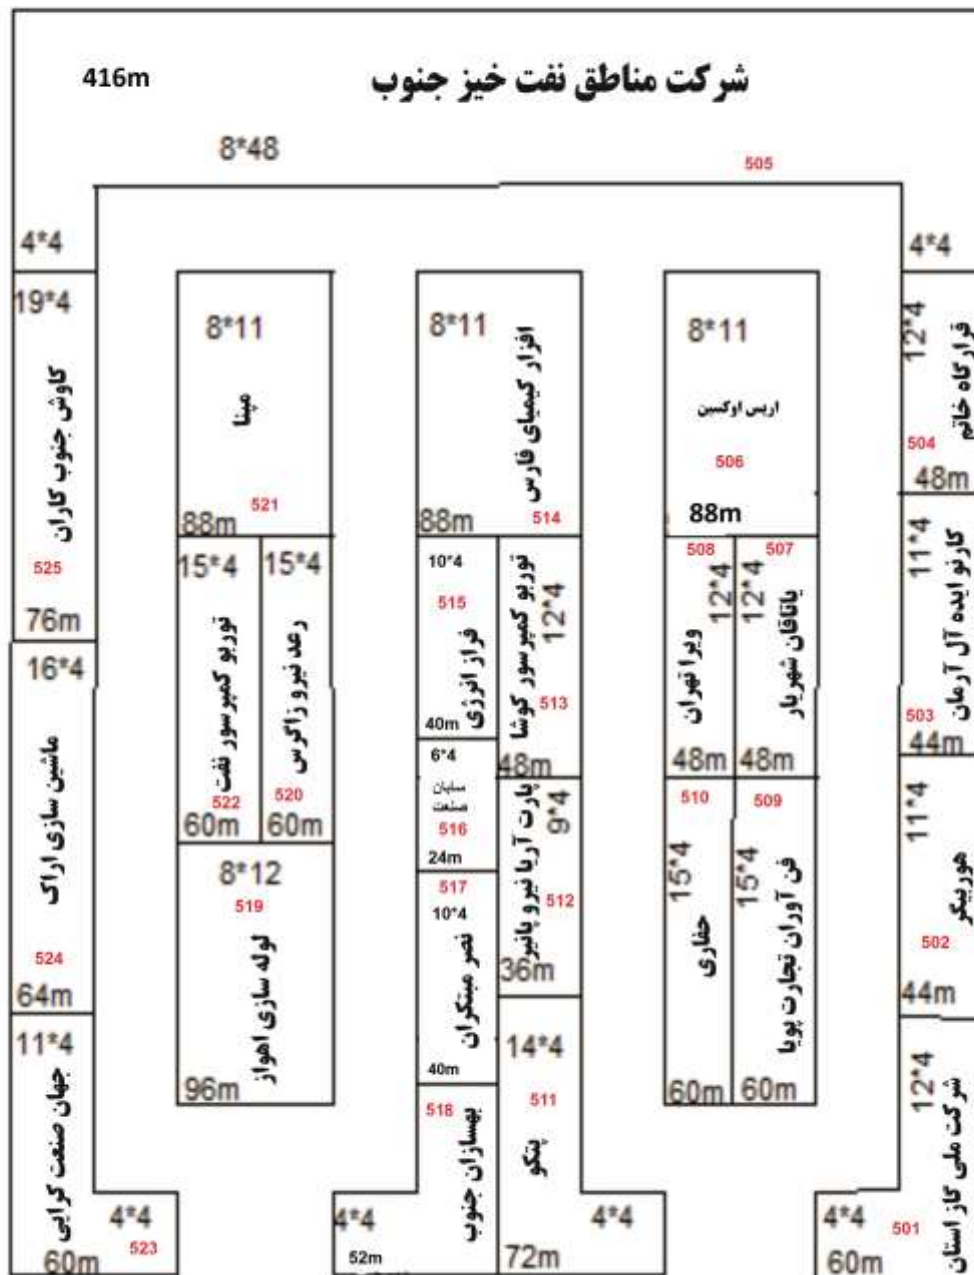 416m
شرکت مناطق نفت خیز جنوب
8*48
505
4*4
4*4
19*4
کاوش جنوب کاران
525
76m
8*11
مپنا
521
88m
8*11
افزار کیمیای فارس
514
88m
8*11
اریس اوکسین
506
88m
12*4
قرارگاه خاتم
504
48m
15*4
توربو کمپرسور نفت
522
60m
15*4
رعد نیرو زاگرس
520
60m
10*4
515
فراز انرژی
40m
توربو کمپرسور کوشا
12*4
513
48m
508
12*4
ویرا تهران
48m
507
12*4
یاتاقان شهریار
48m
11*4
کارنو ایده آل آرمان
503
44m
16*4
ماشین سازی اراک
524
64m
6*4
سایان
صنعت
516
24m
9*4
پارت آریا نیرو پانیر
512
36m
510
15*4
حفاری
60m
509
15*4
فن آوران تجارت پویا
60m
11*4
هوربیگر
502
44m
8*12
519
لوله سازی اهواز
96m
517
10*4
نصر مبتکران
40m
11*4
جهان صنعت کرایی
4*4
523
60m
518
بهسازان جنوب
4*4
52m
14*4
511
پتکو
4*4
72m
12*4
شرکت ملی گاز استان
4*4
501
60m